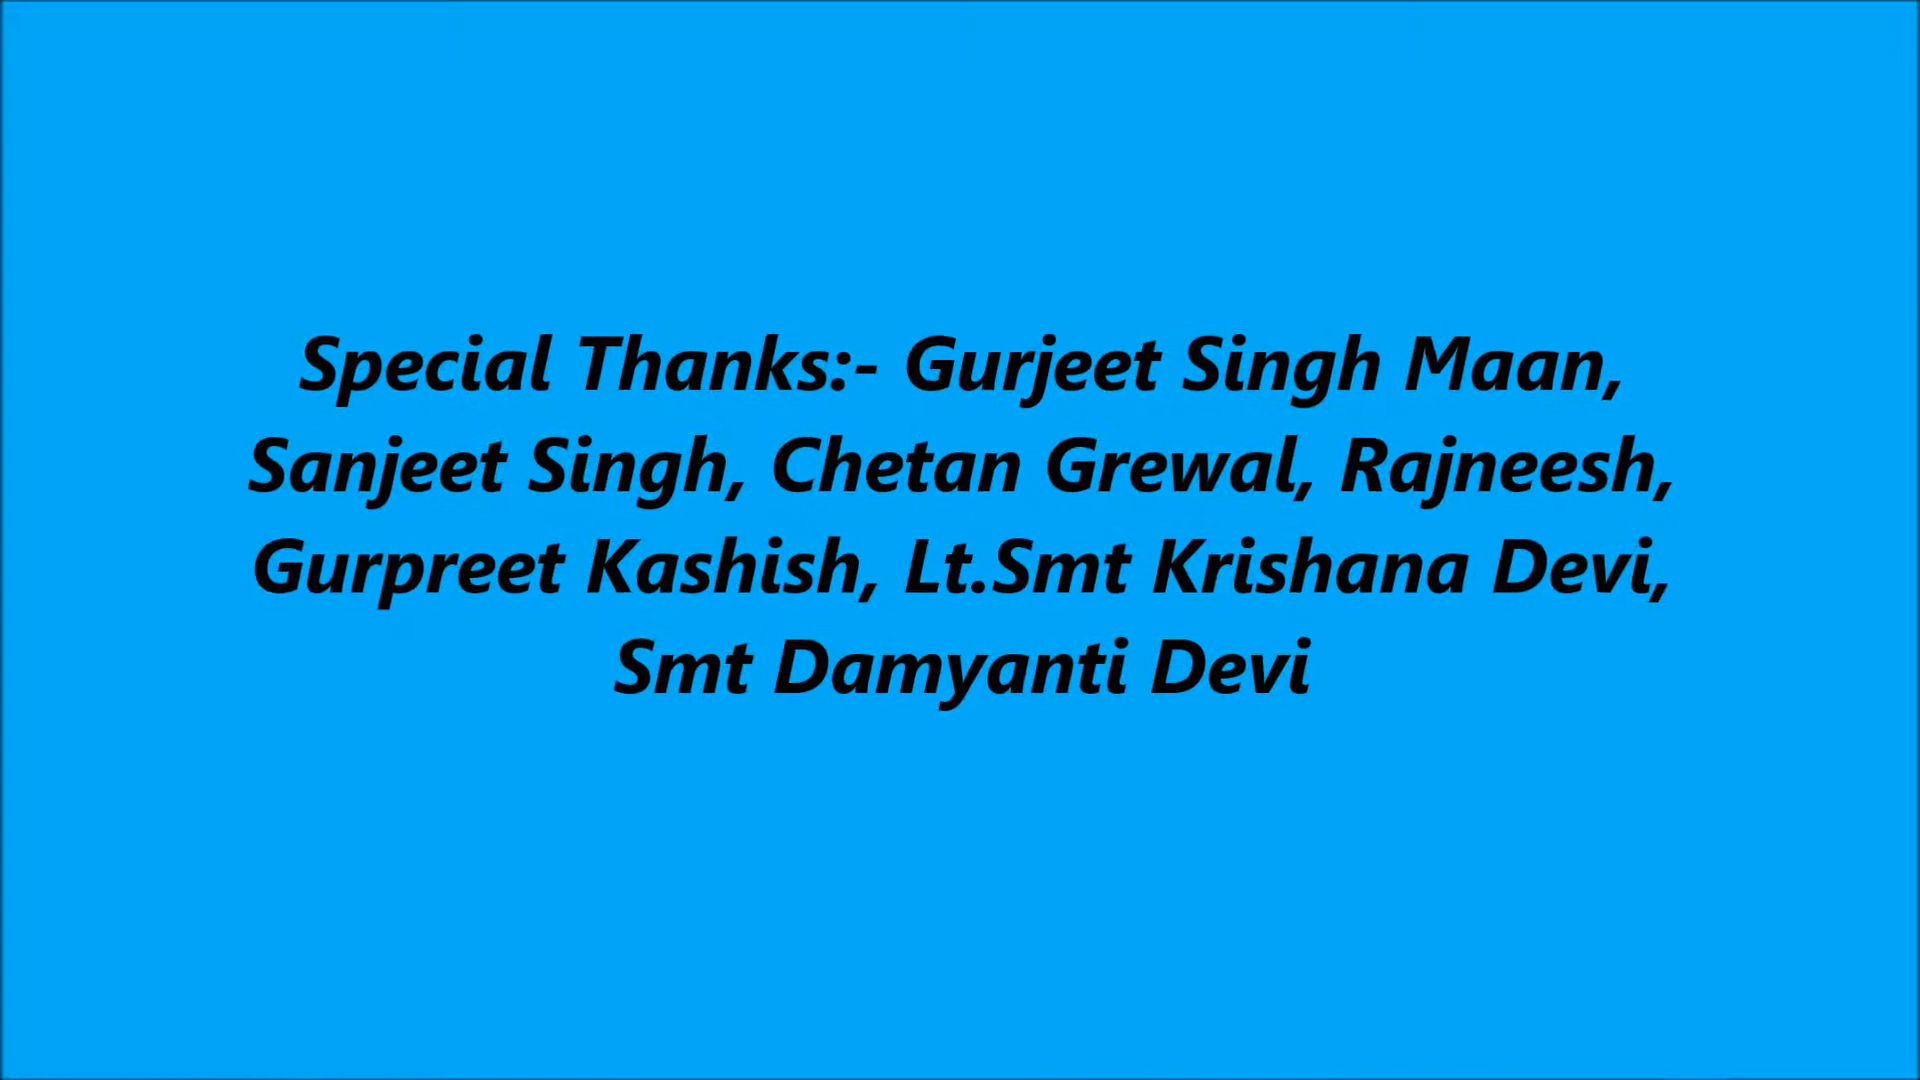 Special Thanks:- Gurjeet Singh Maan,
Sanjeet Singh, Chetan Grewal, Rajneesh,
Gurpreet Kashish, Lt.Smt Krishana Devi,
Smt Damyanti Devi